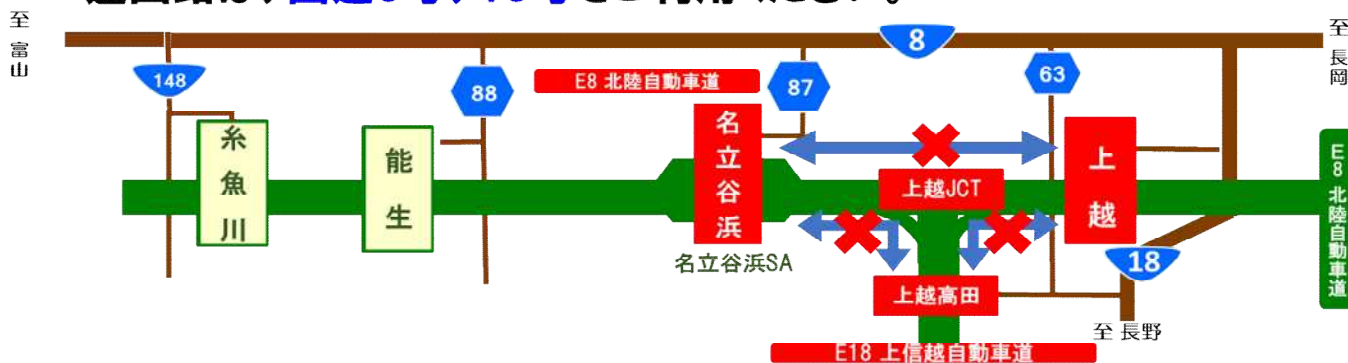 至 富山
8
至 長岡
148
88
E8 北陸自動車道
87
63
糸魚川
能生
名立谷浜
上越JCT
上越
E8 北陸自動車道
名立谷浜SA
18
上越高田
至 長野
E18 上信越自動車道